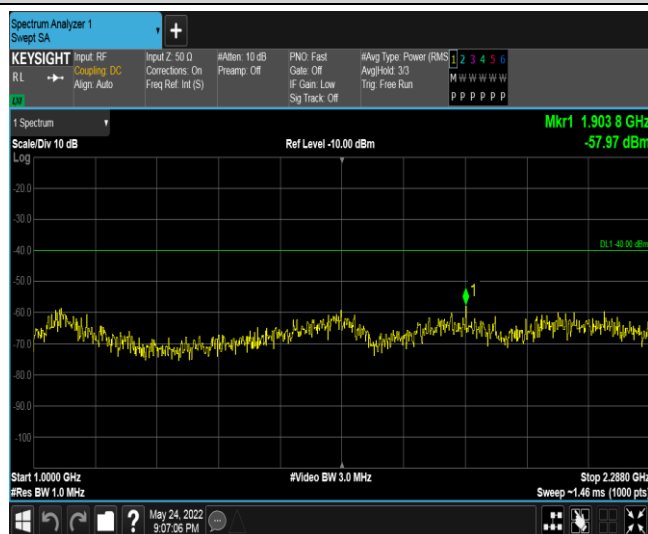 Spectrum Analyzer 1
Swept SA
+
KEYSIGHT Input: RF Input Z: 50 Ω #Atten: 10 dB PNO: Fast #Avg Type: Power (RMS 1 2 3 4 5 6
RL Coupling: DC Corrections: On Preamp: Off Gate: Off Avg|Hold: 3/3 M W W W W W
Align: Auto Freq Ref: Int (S) IF Gain: Low Trig: Free Run
Sig Track: Off P P P P P P
LXI
1 Spectrum
Mkr1 1.903 8 GHz
Scale/Div 10 dB Ref Level -10.00 dBm -57.97 dBm
Log
-20.0
-30.0
-40.0 DL1 -40.00 dBm
-50.0
1
-60.0
-70.0
-80.0
-90.0
-100
Start 1.0000 GHz #Video BW 3.0 MHz Stop 2.2880 GHz
#Res BW 1.0 MHz Sweep ~1.46 ms (1000 pts)
? May 24, 2022
9:07:06 PM